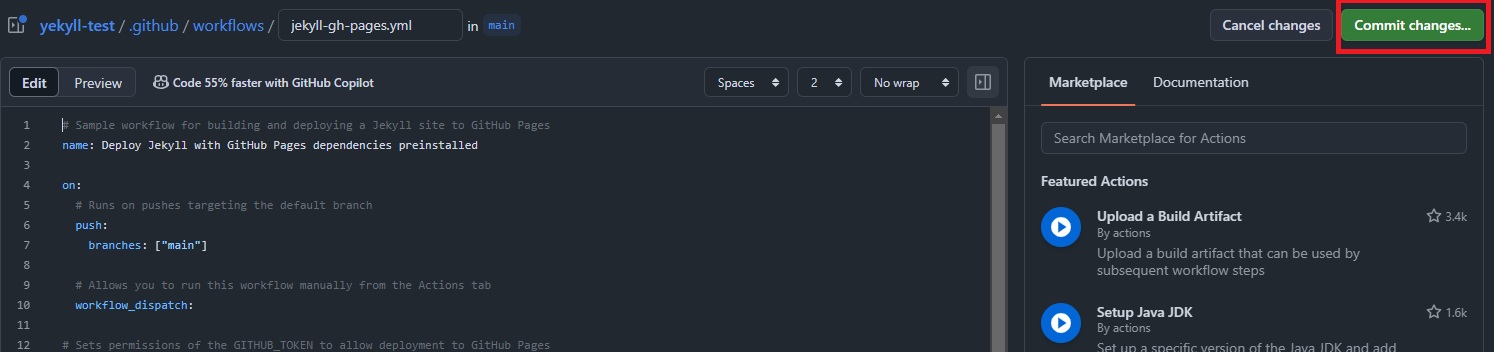 yekyll-test / .github / workflows / jekyll-gh-pages.yml in main
Cancel changes
Commit changes...
Edit
Preview
Code 55% faster with GitHub Copilot
Spaces
2
No wrap
1 # Sample workflow for building and deploying a Jekyll site to GitHub Pages
2 name: Deploy Jekyll with GitHub Pages dependencies preinstalled
3
4 on:
5 # Runs on pushes targeting the default branch
6 push:
7 branches: ["main"]
8
9 # Allows you to run this workflow manually from the Actions tab
10 workflow_dispatch:
11
12 # Sets permissions of the GITHUB_TOKEN to allow deployment to GitHub Pages
Marketplace
Documentation
Search Marketplace for Actions
Featured Actions
Upload a Build Artifact
3.4k
By actions
Upload a build artifact that can be used by
subsequent workflow steps
Setup Java JDK
1.6k
By actions
Set up a specific version of the Java JDK and add